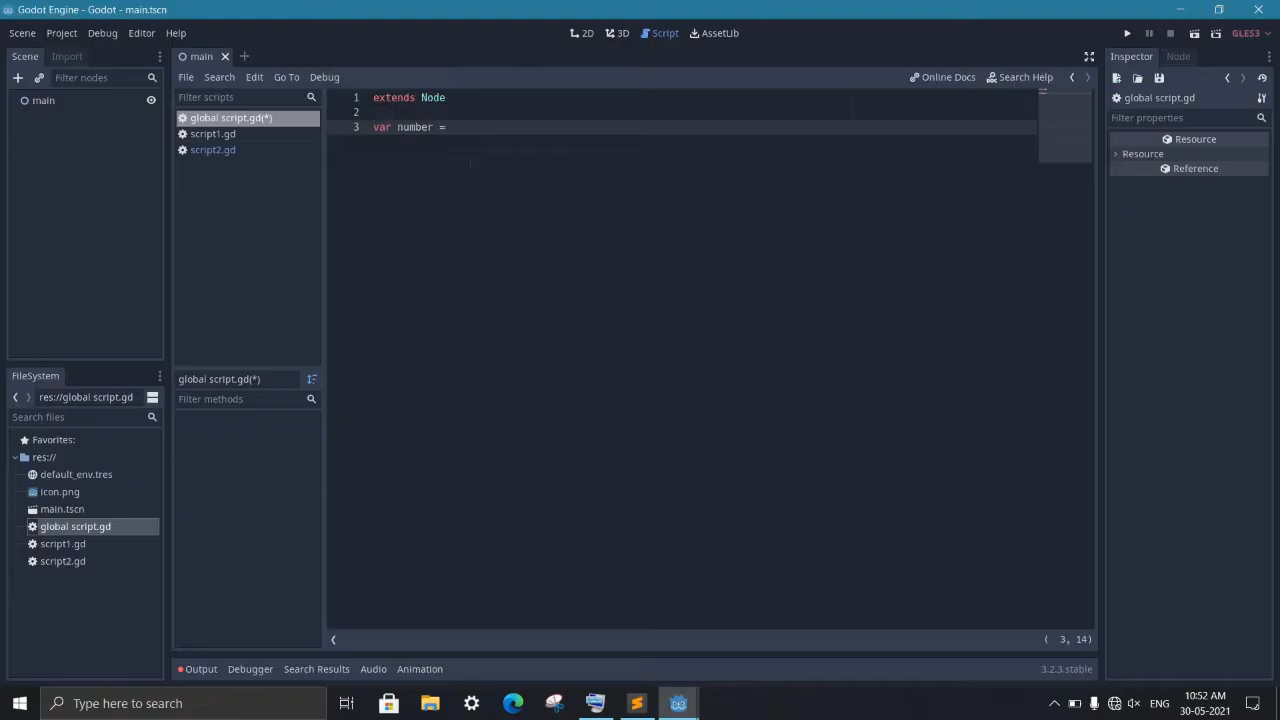 Godot Engine - Godot - main.tscn
Scene Project Debug Editor Help
2D 3D Script AssetLib
GLES3
Scene Import
main
Inspector Node
Filter nodes
File Search Edit Go To Debug
Online Docs Search Help
main
Filter scripts
1 extends Node
global script.gd
Filter properties
global script.gd(*)
2
3 var number =
script1.gd
script2.gd
Resource
Resource
Reference
FileSystem
global script.gd(*)
res://global script.gd
Filter methods
Search files
Favorites:
res://
default_env.tres
icon.png
main.tscn
global script.gd
script1.gd
script2.gd
( 3, 14)
Output Debugger Search Results Audio Animation
3.2.3.stable
Type here to search
ENG
10:52 AM
30-05-2021